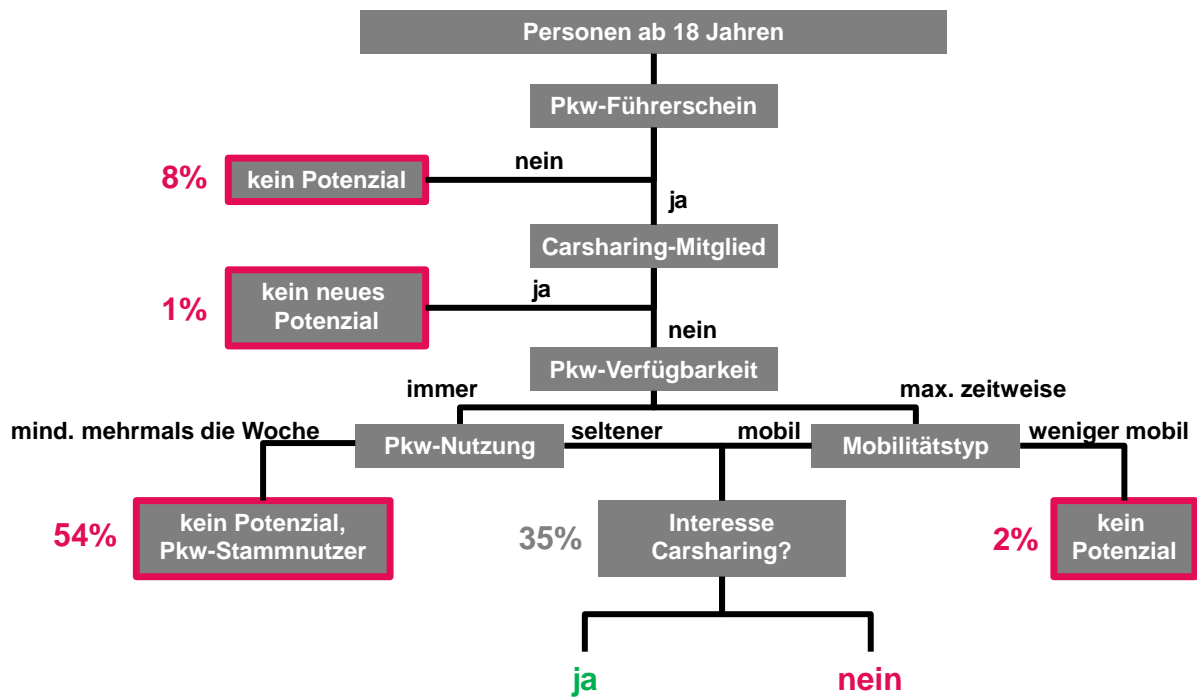 Personen ab 18 Jahren
Pkw-Führerschein
nein
8%
kein Potenzial
ja
Carsharing-Mitglied
1%
kein neues
Potenzial
ja
nein
Pkw-Verfügbarkeit
immer
max. zeitweise
mind. mehrmals die Woche
Pkw-Nutzung
seltener
mobil
Mobilitätstyp
weniger mobil
54%
kein Potenzial,
Pkw-Stammnutzer
35%
Interesse
Carsharing?
2%
kein
Potenzial
ja
nein